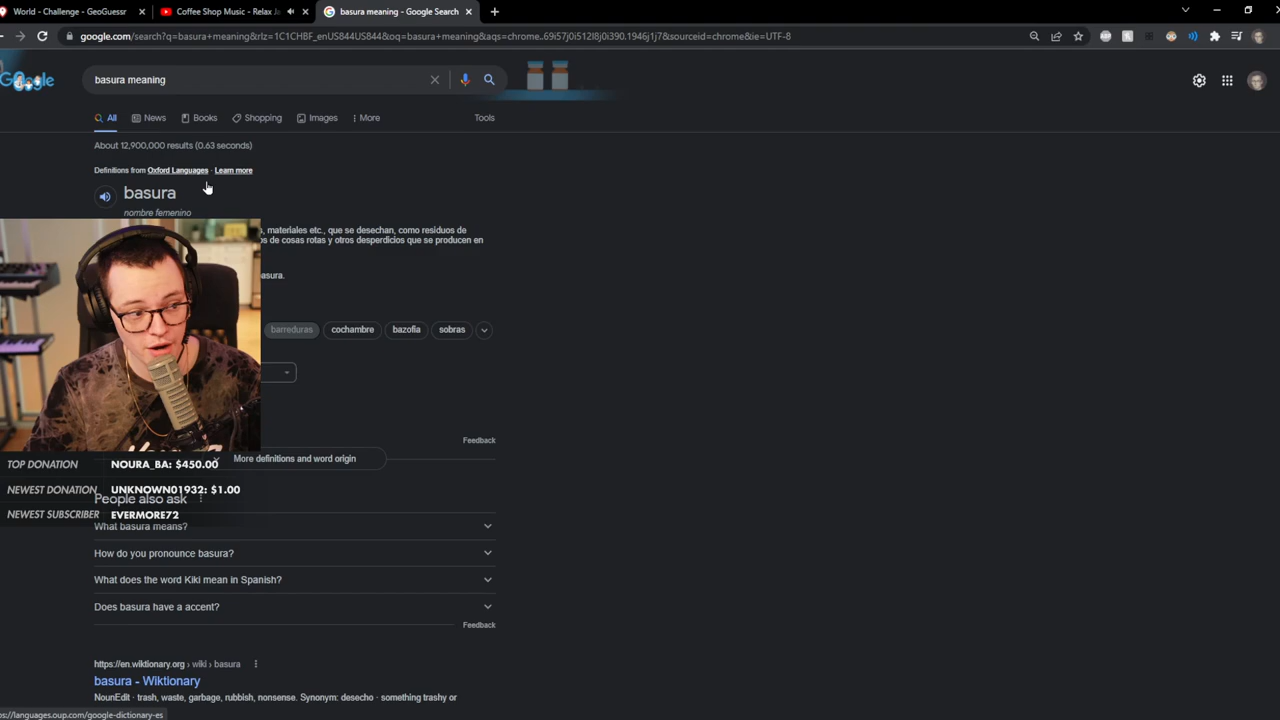 World - Challenge - GeoGuessr
Coffee Shop Music - Relax J
basura meaning - Google Search
google.com/search?q=basura+meaning&rlz=1C1CHBF_enUS844US844&oq=basura+meaning&aqs=chrome..69i57j0i512l8j0i390.1946j1j7&sourceid=chrome&ie=UTF-8
Google
basura meaning
All
News
Books
Shopping
Images
More
Tools
About 12,900,000 results (0.63 seconds)
Definitions from Oxford Languages · Learn more
basura
nombre femenino
, materiales etc., que se desechan, como residuos de
os de cosas rotas y otros desperdicios que se producen en
asura.
barreduras
cochambre
bazofia
sobras
Feedback
More definitions and word origin
TOP DONATION NOURA_BA: $450.00
NEWEST DONATION UNKNOWN01932: $1.00
People also ask
NEWEST SUBSCRIBER EVERMORE72
What basura means?
How do you pronounce basura?
What does the word Kiki mean in Spanish?
Does basura have a accent?
Feedback
https://en.wiktionary.org › wiki › basura
basura - Wiktionary
NounEdit · trash, waste, garbage, rubbish, nonsense. Synonym: desecho · something trashy or
ps://languages.oup.com/google-dictionary-es